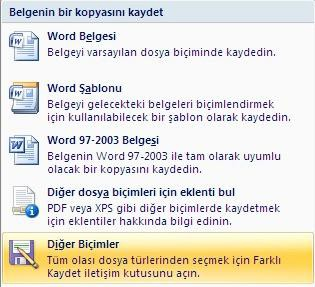 Belgenin bir kopyasını kaydet
Word Belgesi
Belgeyi varsayılan dosya biçiminde kaydedin.
Word Şablonu
Belgeyi gelecekteki belgeleri biçimlendirmek
için kullanılabilecek bir şablon olarak kaydedin.
Word 97-2003 Belgesi
Belgenin Word 97-2003 ile tam olarak uyumlu
olacak bir kopyasını kaydedin.
Diğer dosya biçimleri için eklenti bul
PDF veya XPS gibi diğer biçimlerde kaydetmek
için eklentiler hakkında bilgi edinin.
Diğer Biçimler
Tüm olası dosya türlerinden seçmek için Farklı
Kaydet iletişim kutusunu açın.